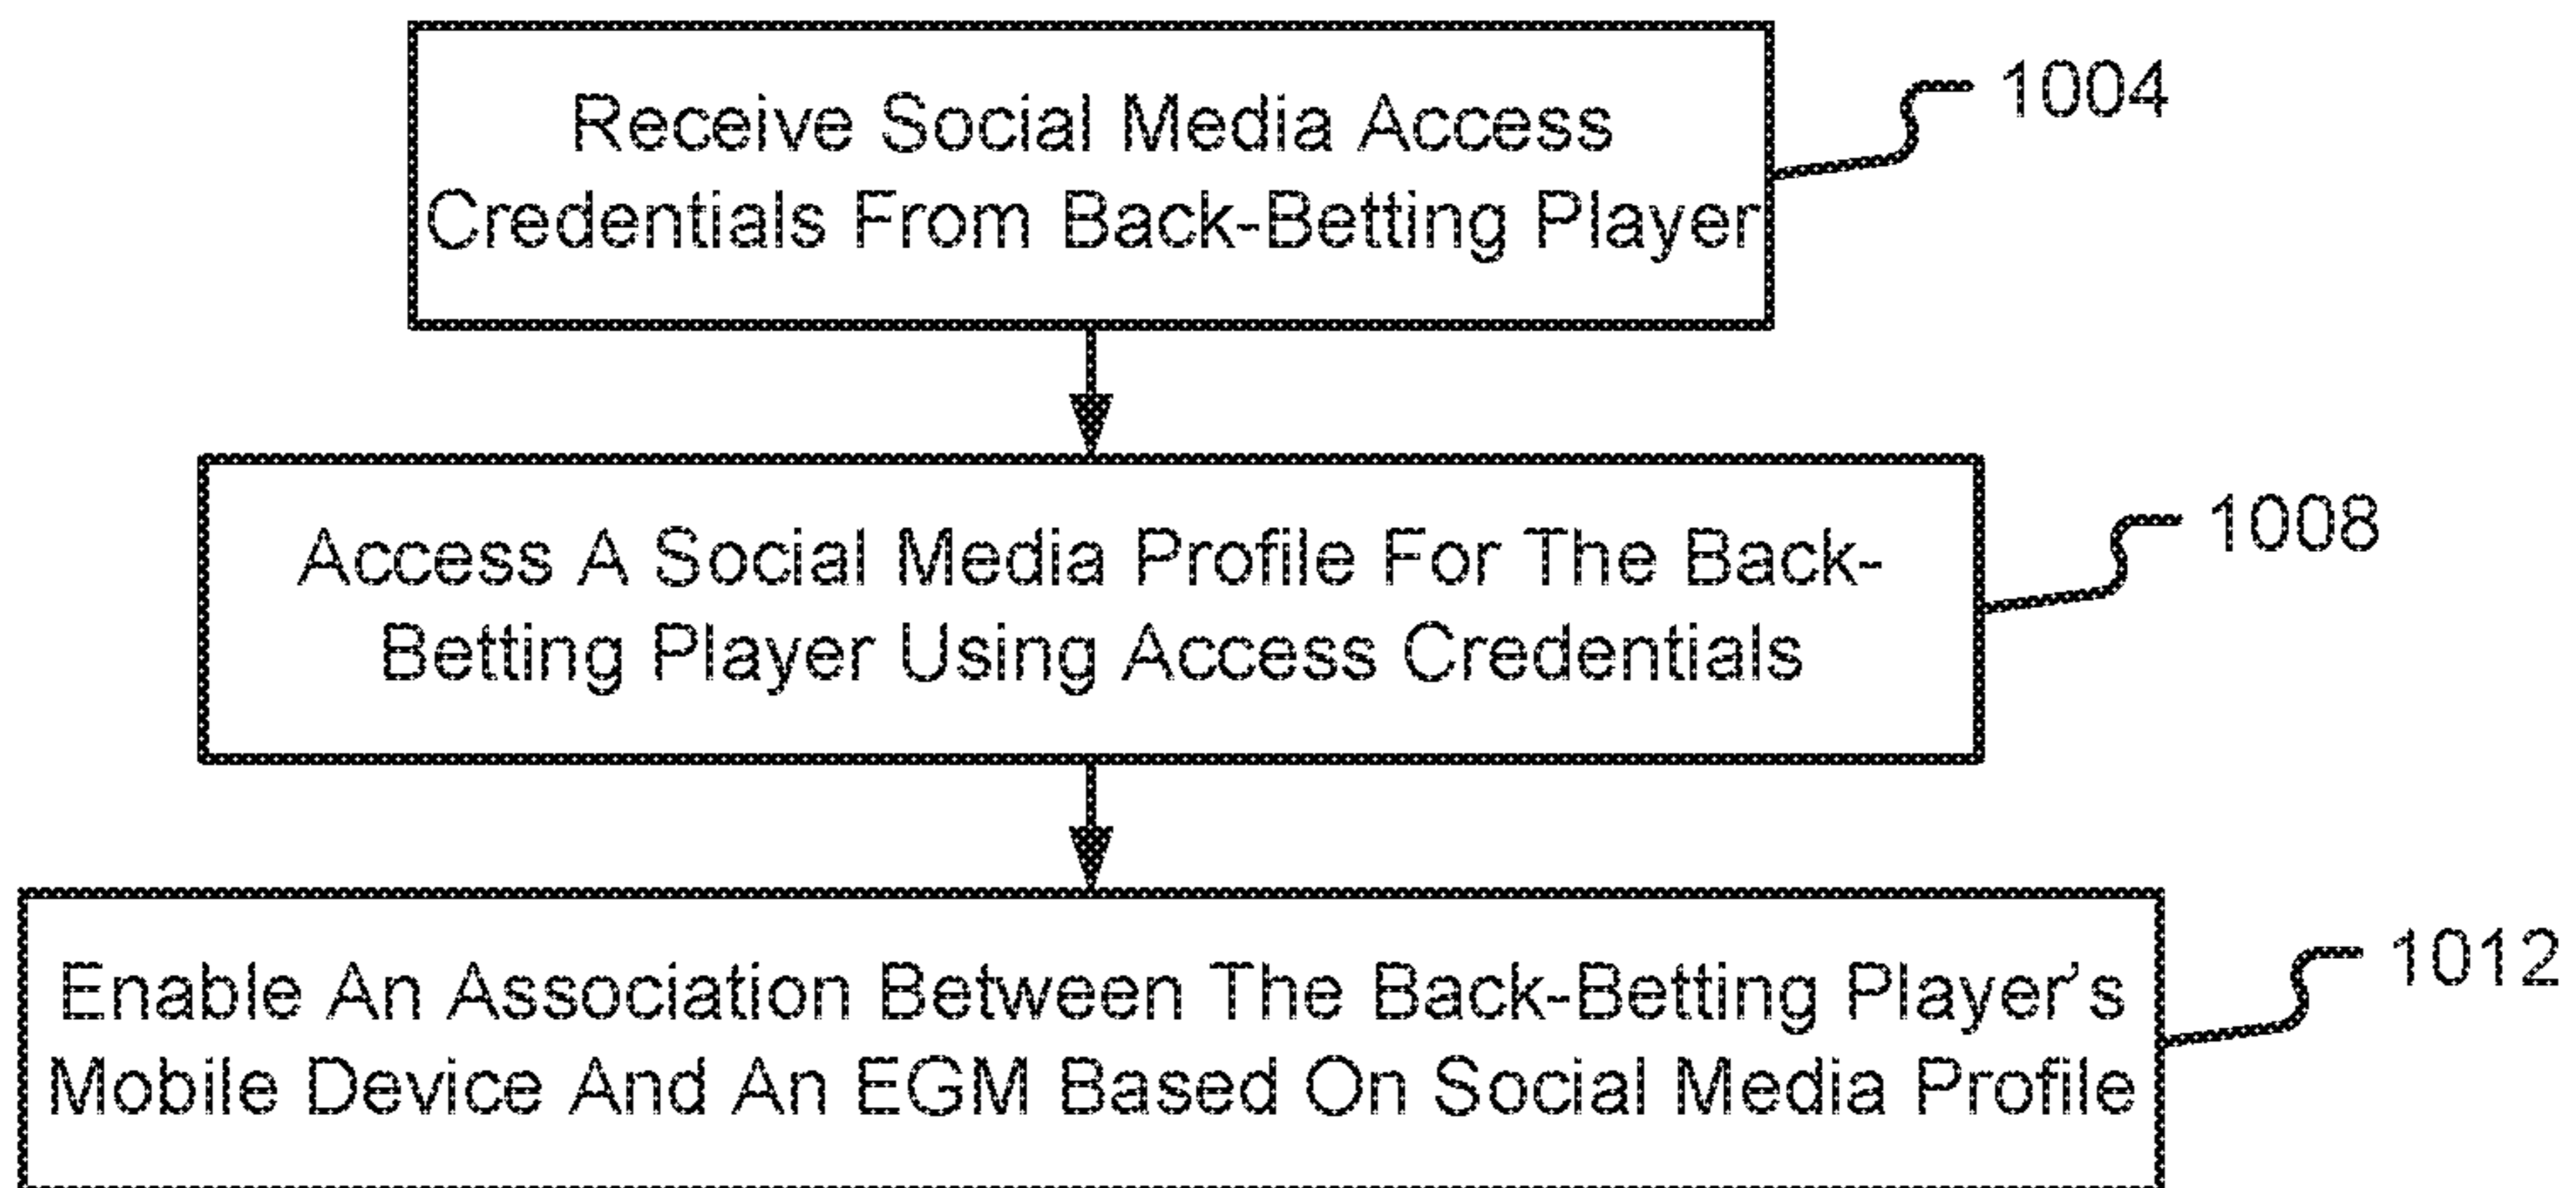 Receive Social Media Access
Credentials From Back-Betting Player
1004
Access A Social Media Profile For The Back-
Betting Player Using Access Credentials
1008
Enable An Association Between The Back-Betting Player's
Mobile Device And An EGM Based On Social Media Profile
1012